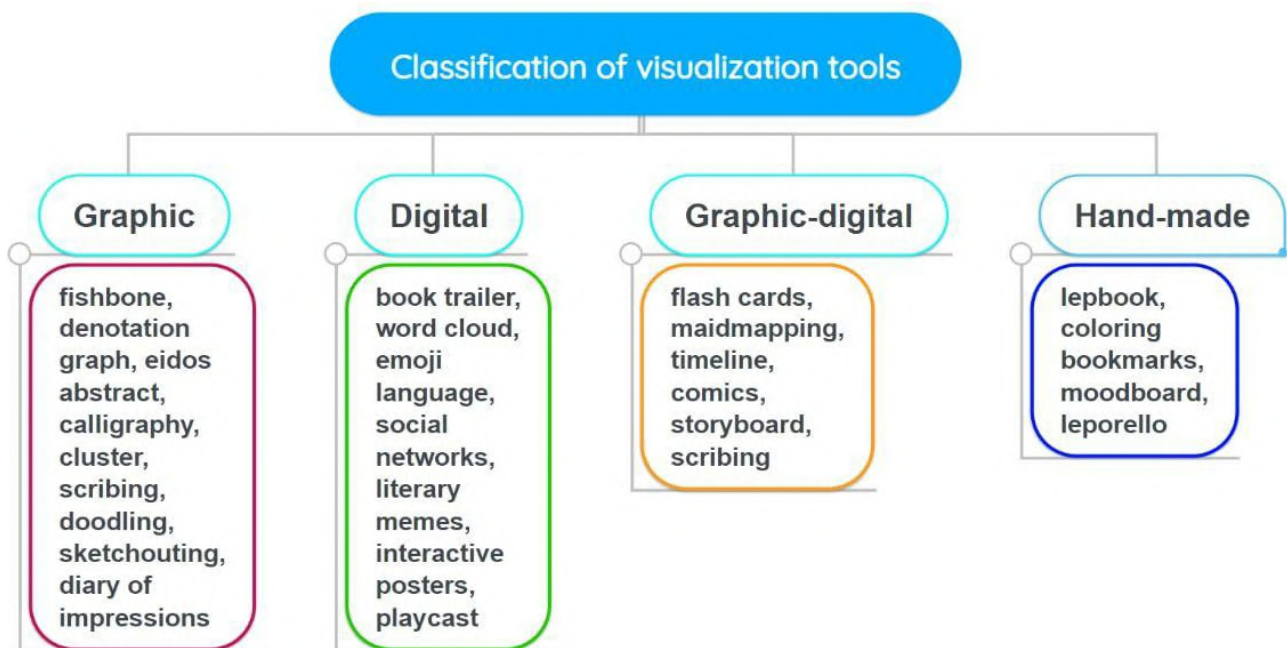 Classification of visualization tools
Graphic
Digital
Graphic-digital
Hand-made
fishbone,
denotation
graph, eidos
abstract,
calligraphy,
cluster,
scribing,
doodling,
sketchouting,
diary of
impressions
book trailer,
word cloud,
emoji
language,
social
networks,
literary
memes,
interactive
posters,
playcast
flash cards,
maidmapping,
timeline,
comics,
storyboard,
scribing
lepbook,
coloring
bookmarks,
moodboard,
leporello